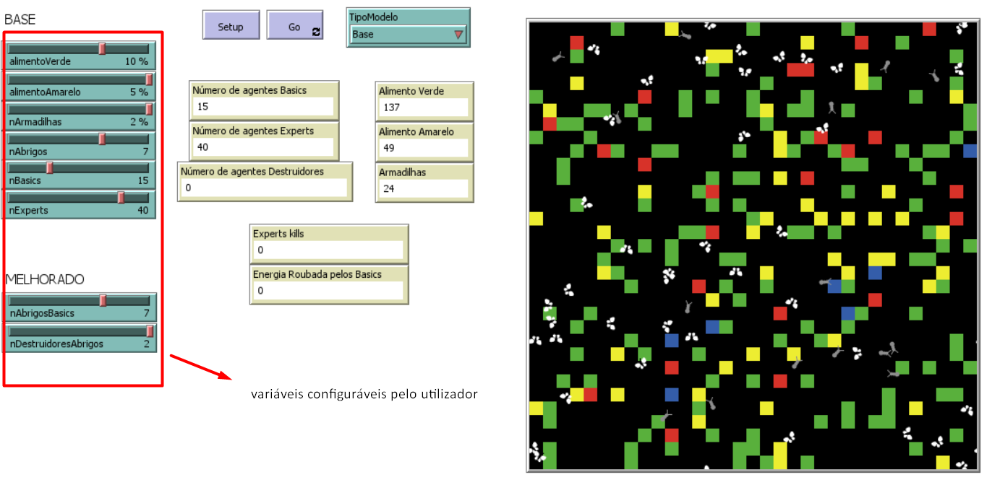 BASE
Setup
Go
TipoModelo
Base
alimentoVerde 10 %
alimentoAmarelo 5 %
nArmadilhas 2 %
nAbrigos 7
nBasics 15
nExperts 40
Número de agentes Basics
15
Número de agentes Experts
40
Número de agentes Destruidores
0
Alimento Verde
137
Alimento Amarelo
49
Armadilhas
24
Experts kills
0
Energia Roubada pelos Basics
0
MELHORADO
nAbrigosBasics 7
nDestruidoresAbrigos 2
variáveis configuráveis pelo utilizador